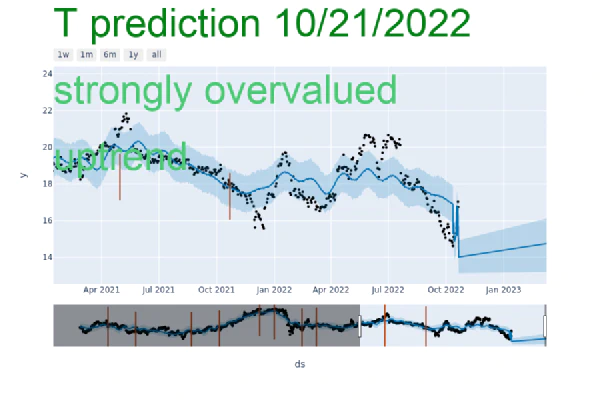 T prediction 10/21/2022
1w 1m 6m 1y all
strongly overvalued
uptrend
24
22
20
18
16
14
y
Apr 2021 Jul 2021 Oct 2021 Jan 2022 Apr 2022 Jul 2022 Oct 2022 Jan 2023
ds